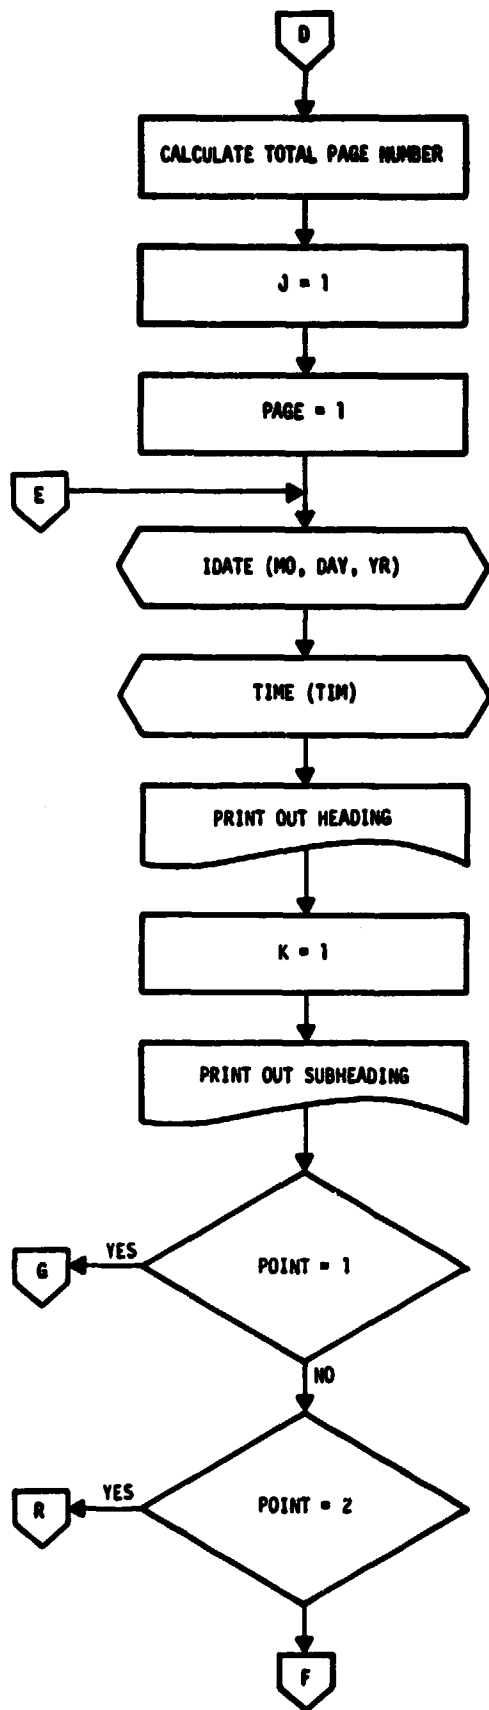 D
CALCULATE TOTAL PAGE NUMBER
J = 1
PAGE = 1
E
IDATE (MO, DAY, YR)
TIME (TIM)
PRINT OUT HEADING
K = 1
PRINT OUT SUBHEADING
YES
POINT = 1
G
NO
YES
POINT = 2
R
F